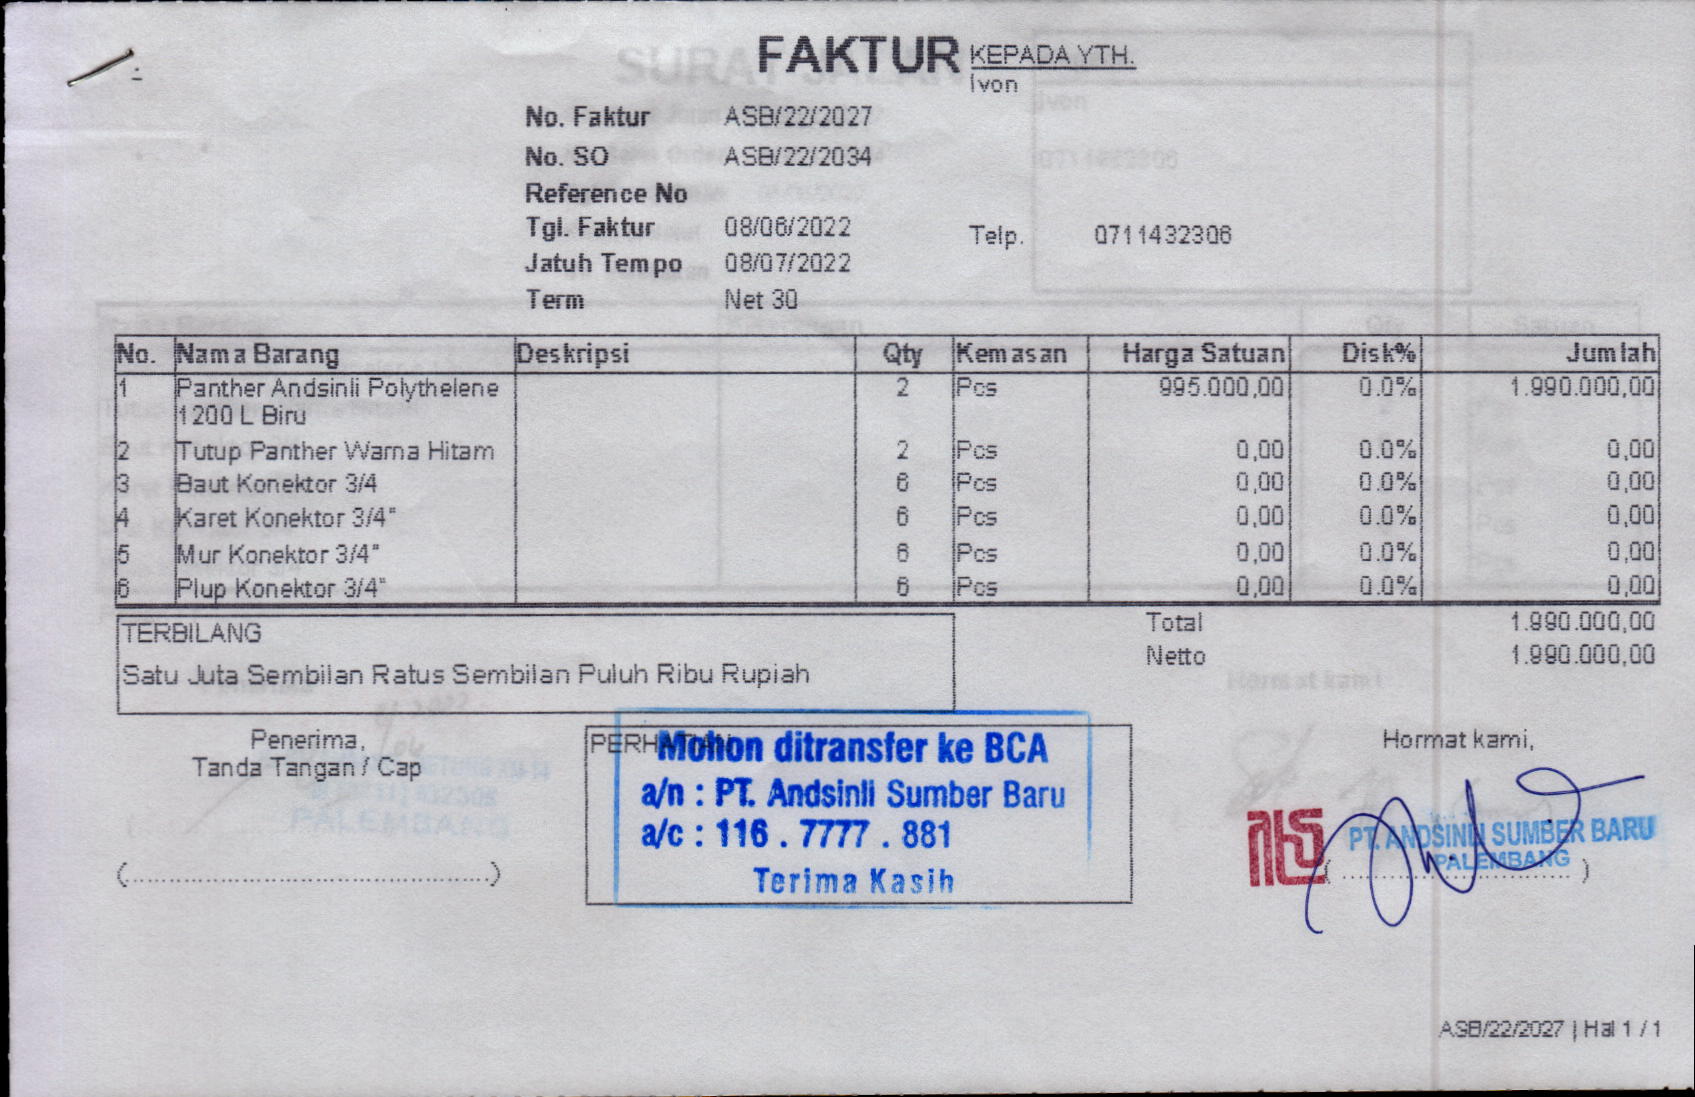 FAKTUR
KEPADA YTH.
Ivon
No. Faktur ASB/22/2027
No. SO ASB/22/2034
Reference No
Tgl. Faktur 08/06/2022
Telp. 0711432306
Jatuh Tempo 08/07/2022
Term Net 30
No. Nama Barang Deskripsi Qty Kemasan Harga Satuan Disk% Jumlah
1 Panther Andsinli Polythelene 2 Pcs 995.000,00 0.0% 1.990.000,00
1200 L Biru
2 Tutup Panther Warna Hitam 2 Pcs 0,00 0.0% 0,00
3 Baut Konektor 3/4 6 Pcs 0,00 0.0% 0,00
4 Karet Konektor 3/4" 6 Pcs 0,00 0.0% 0,00
5 Mur Konektor 3/4" 6 Pcs 0,00 0.0% 0,00
6 Plup Konektor 3/4" 6 Pcs 0,00 0.0% 0,00
Total 1.990.000,00
Netto 1.990.000,00
TERBILANG
Satu Juta Sembilan Ratus Sembilan Puluh Ribu Rupiah
Penerima,
Tanda Tangan / Cap
(..........................................................)
PERHATIAN
Mohon ditransfer ke BCA
a/n : PT. Andsinli Sumber Baru
a/c : 116 . 7777 . 881
Terima Kasih
Hormat kami,
PT. ANDSINLI SUMBER BARU
PALEMBANG
(......................................)
ASB/22/2027 | Hal 1 / 1